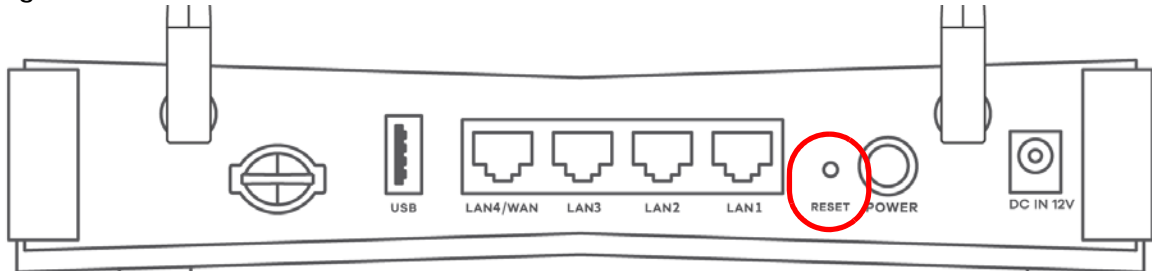 g
USB
LAN4/WAN
LAN3
LAN2
LAN1
RESET
POWER
DC IN 12V